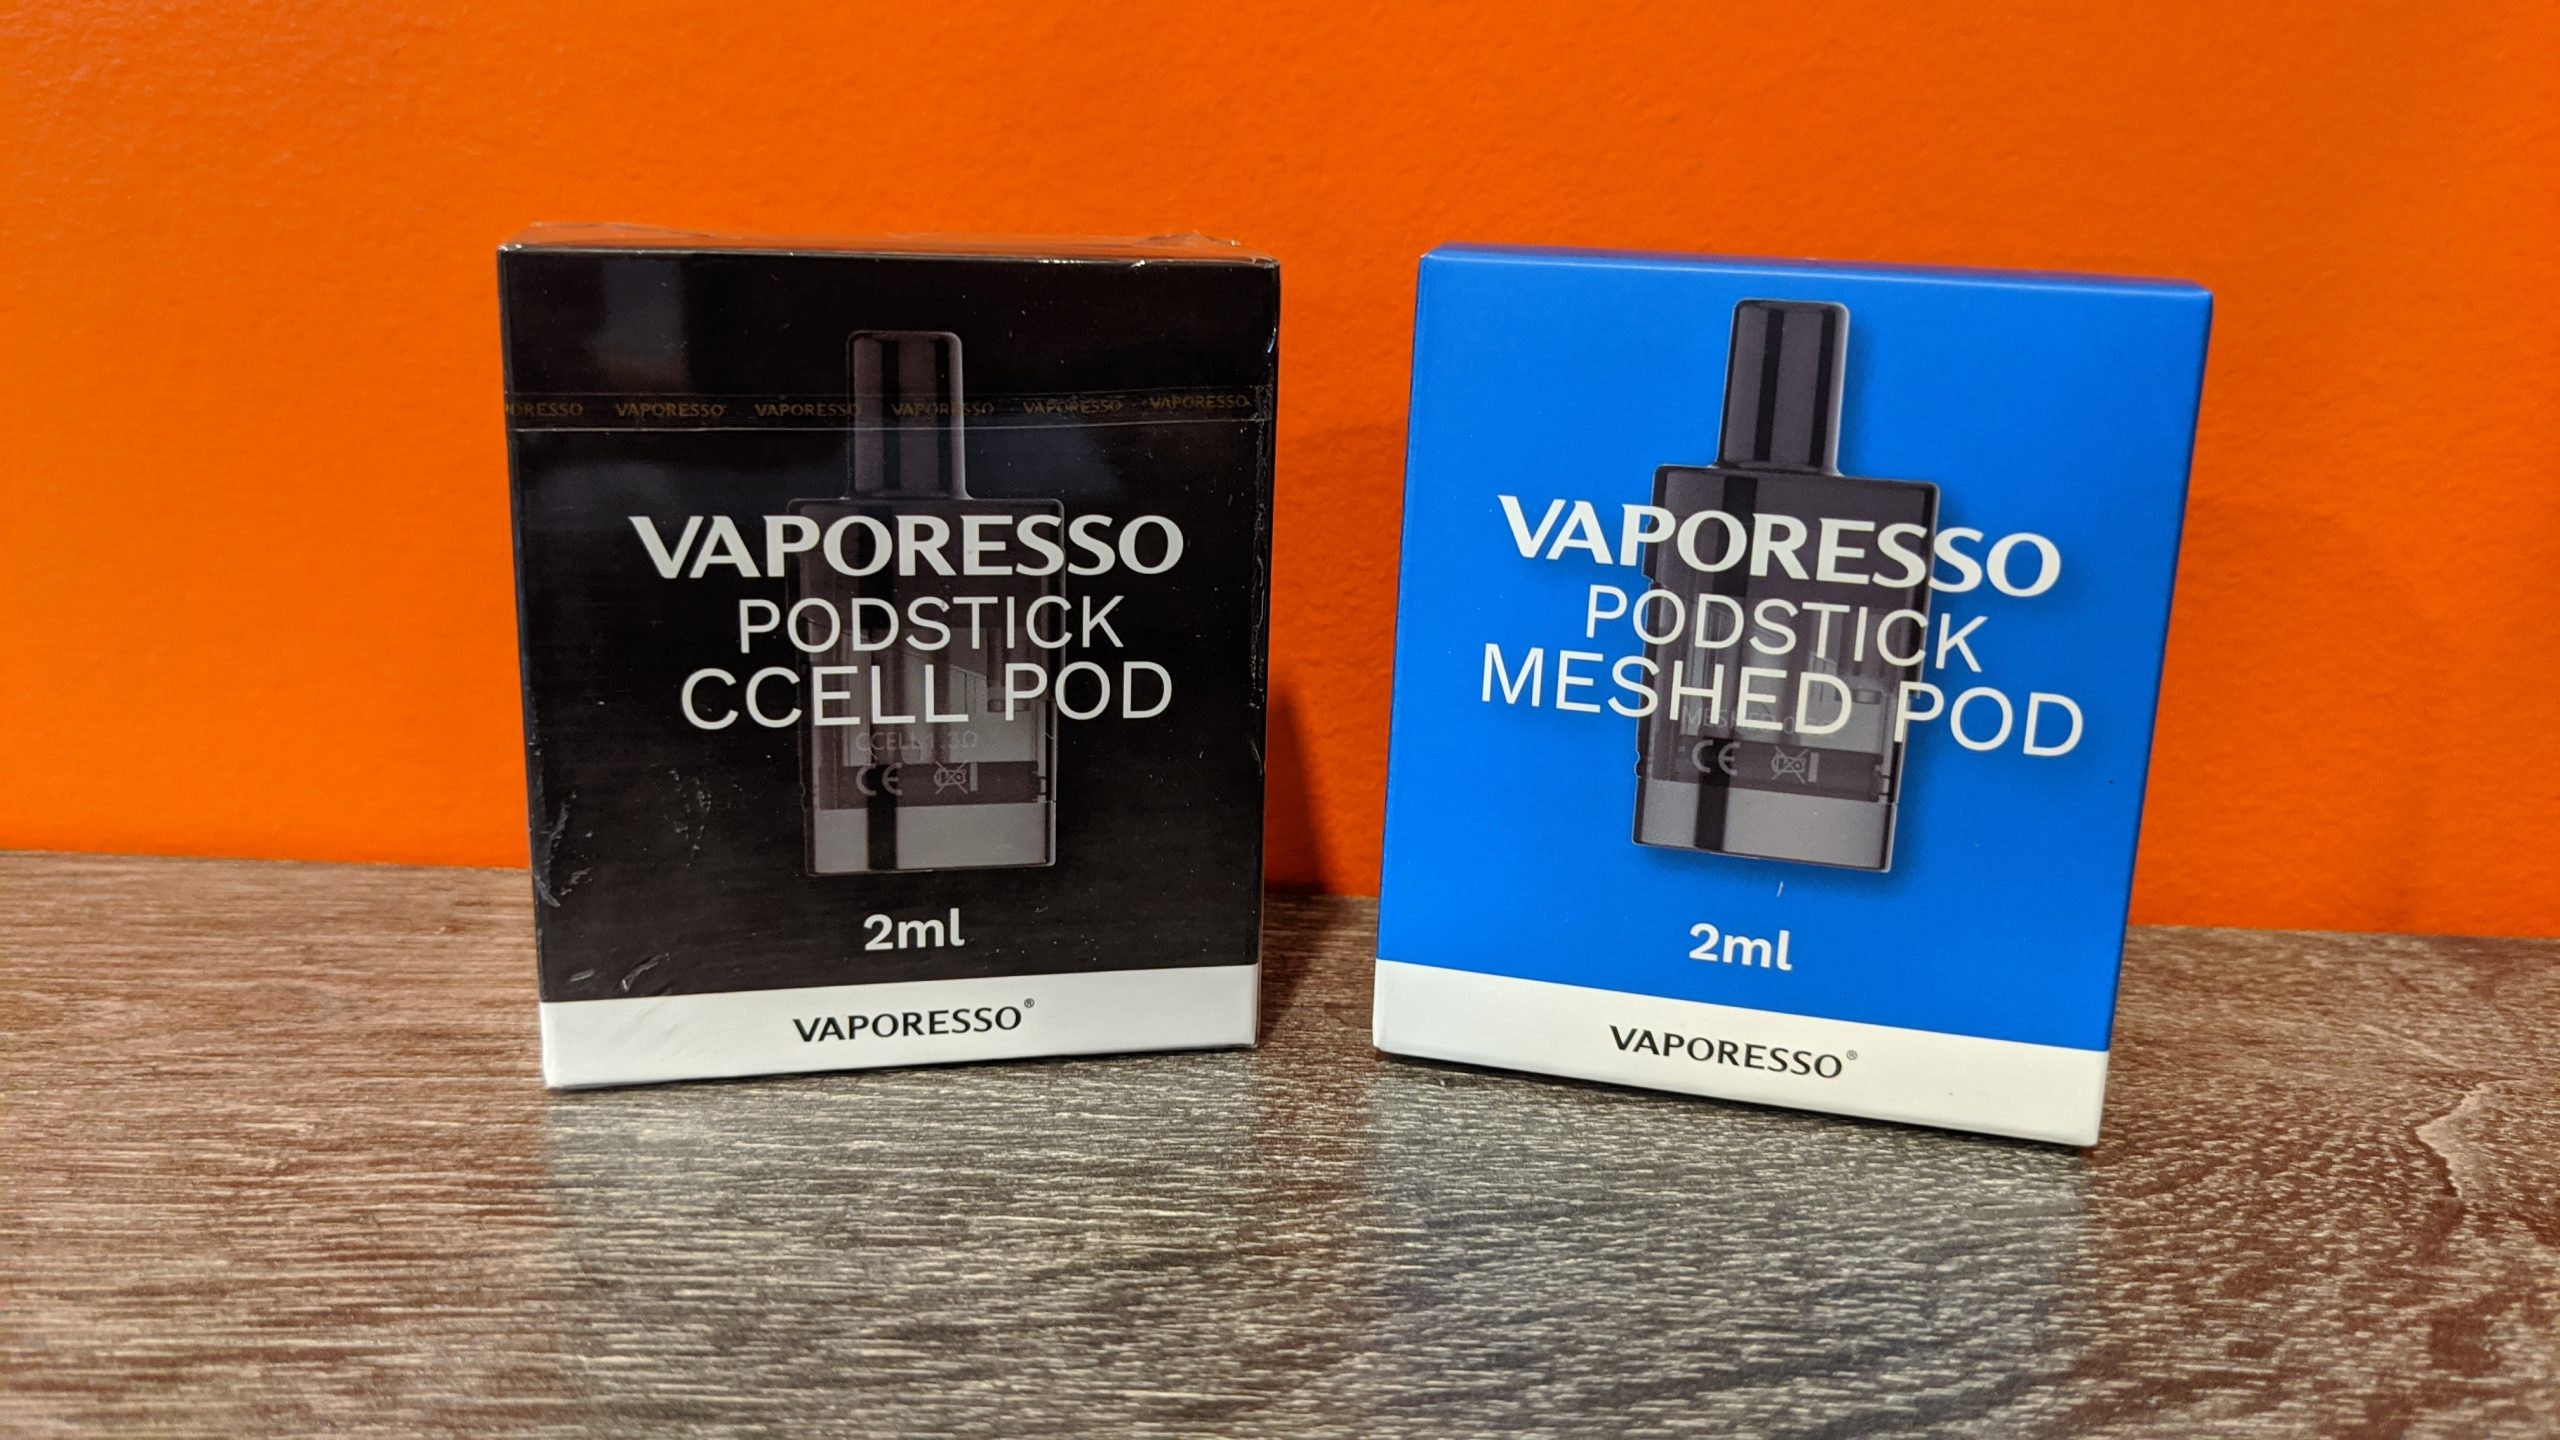 VAPORESSO VAPORESSO VAPORESSO VAPORESSO VAPORESSO
VAPORESSO
PODSTICK
CCELL POD
CCELL 1.3Ω
CE
2ml
VAPORESSO®
VAPORESSO
PODSTICK
MESHED POD
MESHED
CE
2ml
VAPORESSO®